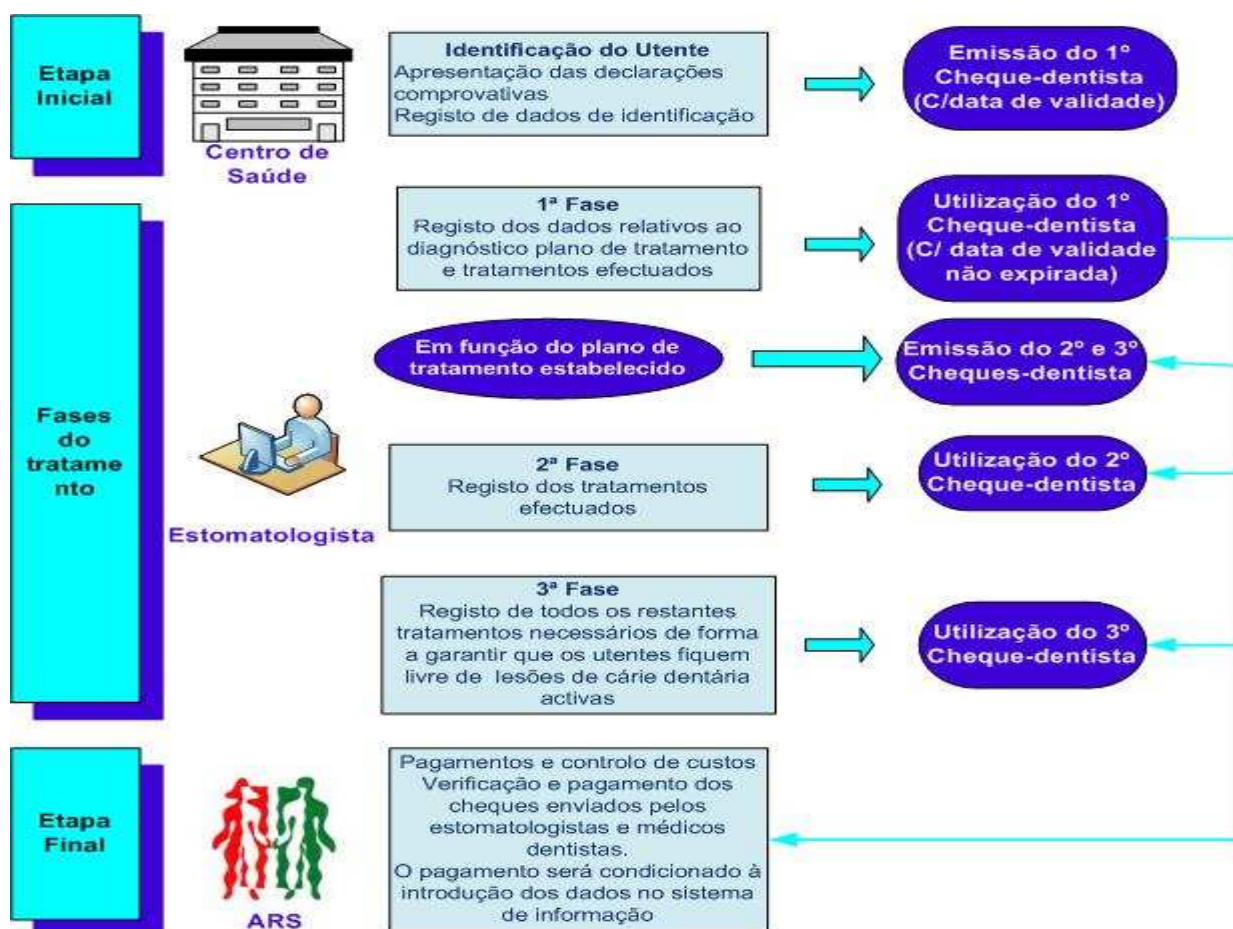 Etapa
Inicial
Centro de
Saúde
Identificação do Utente
Apresentação das declarações
comprovativas
Registo de dados de identificação
Emissão do 1º
Cheque-dentista
(C/data de validade)
Fases
do
tratame
nto
Estomatologista
1ª Fase
Registo dos dados relativos ao
diagnóstico plano de tratamento
e tratamentos efectuados
Utilização do 1º
Cheque-dentista
(C/ data de validade
não expirada)
Em função do plano de
tratamento estabelecido
Emissão do 2º e 3º
Cheques-dentista
2ª Fase
Registo dos tratamentos
efectuados
Utilização do 2º
Cheque-dentista
3ª Fase
Registo de todos os restantes
tratamentos necessários de forma
a garantir que os utentes fiquem
livre de lesões de cárie dentária
activas
Utilização do 3º
Cheque-dentista
Etapa
Final
ARS
Pagamentos e controlo de custos
Verificação e pagamento dos
cheques enviados pelos
estomatologistas e médicos
dentistas.
O pagamento será condicionado à
introdução dos dados no sistema
de informação